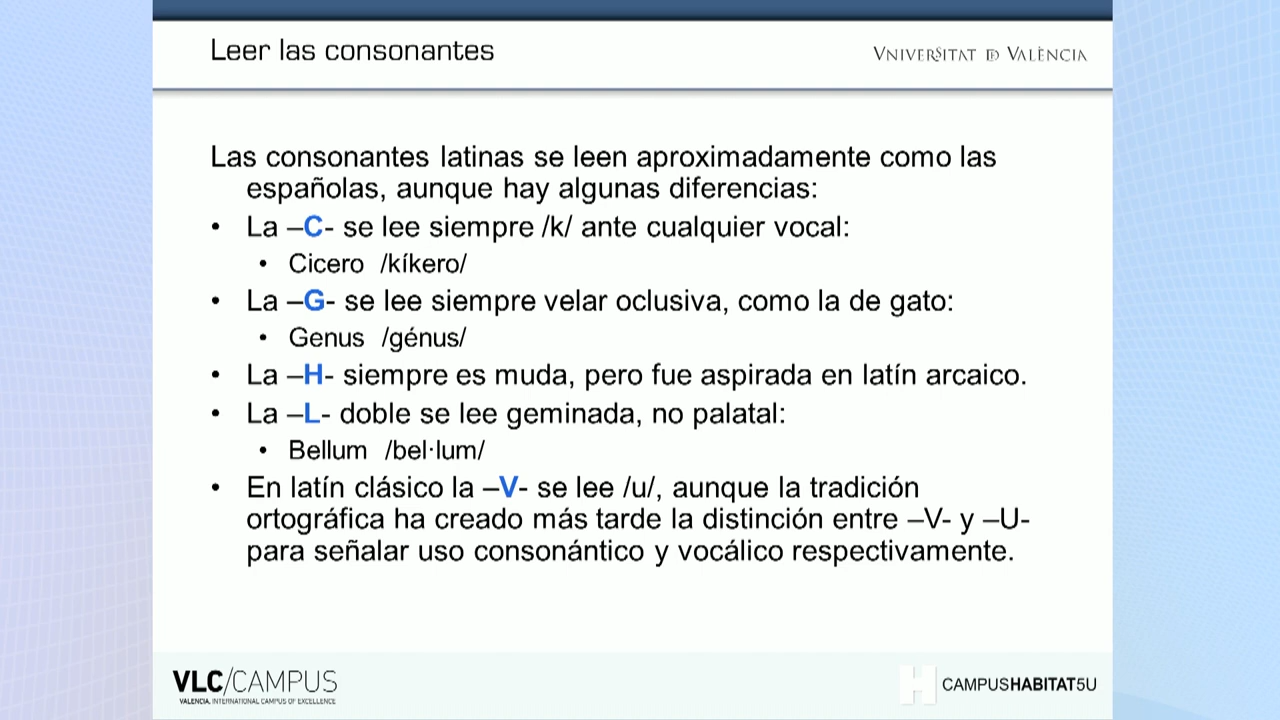 Leer las consonantes
VNIVERSITAT DE VALÈNCIA
Las consonantes latinas se leen aproximadamente como las
españolas, aunque hay algunas diferencias:
• La –C- se lee siempre /k/ ante cualquier vocal:
• Cicero /kíkero/
• La –G- se lee siempre velar oclusiva, como la de gato:
• Genus /génus/
• La –H- siempre es muda, pero fue aspirada en latín arcaico.
• La –L- doble se lee geminada, no palatal:
• Bellum /bel·lum/
• En latín clásico la –V- se lee /u/, aunque la tradición
ortográfica ha creado más tarde la distinción entre –V- y –U-
para señalar uso consonántico y vocálico respectivamente.
VLC/CAMPUS
VALENCIA, INTERNATIONAL CAMPUS OF EXCELLENCE
H CAMPUSHABITAT5U